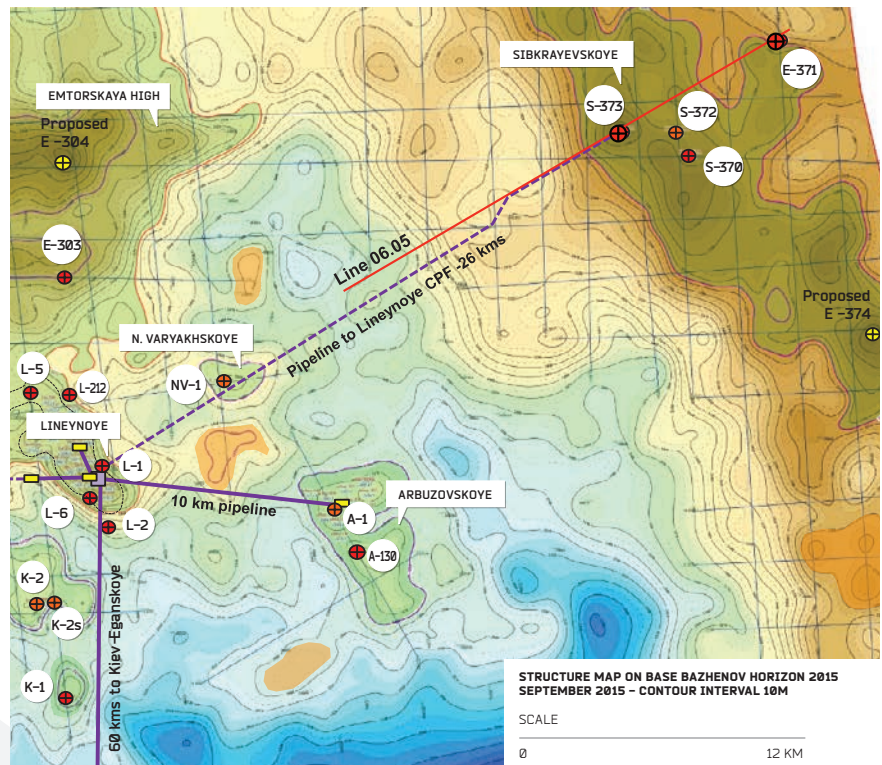 SIBKRAYEVSKOYE
E-371
EMTORSKAYA HIGH
S-373
S-372
Proposed
E -304
S-370
E-303
Line 06.05
Pipeline to Lineynoye CPF -26 kms
Proposed
E -374
N. VARYAKHSKOYE
L-5
L-212
NV-1
LINEYNOYE
L-1
10 km pipeline
ARBUZOVSKOYE
L-6
L-2
A-1
A-130
K-2
K-2s
K-1
60 kms to Kiev-Eganskoye
STRUCTURE MAP ON BASE BAZHENOV HORIZON 2015
SEPTEMBER 2015 – CONTOUR INTERVAL 10M
SCALE
0 12 KM